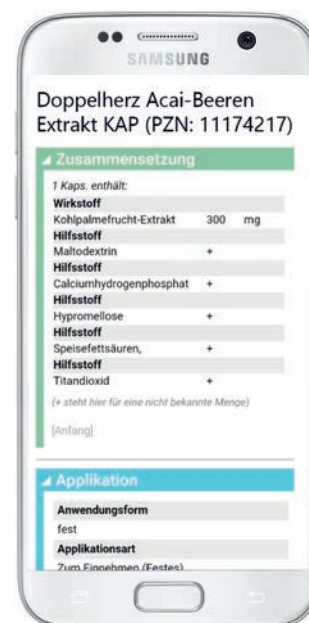 SAMSUNG
Doppelherz Acai-Beeren
Extrakt KAP (PZN: 11174217)
Zusammensetzung
1 Kaps. enthält:
Wirkstoff
Kohlpalmefrucht-Extrakt 300 mg
Hilfsstoff
Maltodextrin +
Hilfsstoff
Calciumhydrogenphosphat +
Hilfsstoff
Hypromellose +
Hilfsstoff
Speisefettsäuren, +
Hilfsstoff
Titandioxid +
(+ steht hier für eine nicht bekannte Menge)
[Anfang]
Applikation
Anwendungsform
fest
Applikationsart
Zum Einnehmen (Festes)